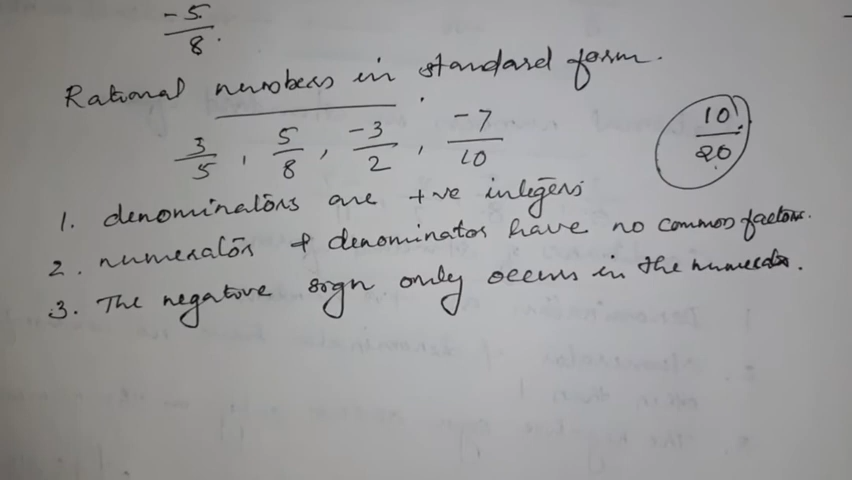 -5/8.
Rational numbers in standard form.
3/5, 5/8, -3/2, -7/10
10/20
1. denominators are +ve integers
2. numerators & denominator have no common factors.
3. The negative sign only occurs in the numerator.